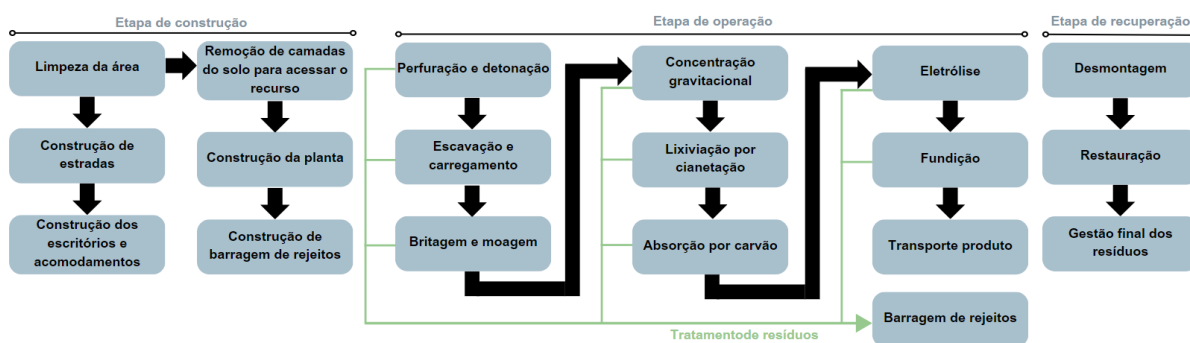 Etapa de construção
Etapa de operação
Etapa de recuperação
Limpeza da área
Remoção de camadas
do solo para acessar o
recurso
Construção de
estradas
Construção da planta
Construção dos
escritórios e
acomodamentos
Construção de
barragem de rejeitos
Perfuração e detonação
Escavação e
carregamento
Britagem e moagem
Concentração
gravitacional
Lixiviação por
cianetação
Absorção por carvão
Eletrólise
Fundição
Transporte produto
Barragem de rejeitos
Tratamentode resíduos
Desmontagem
Restauração
Gestão final dos
resíduos